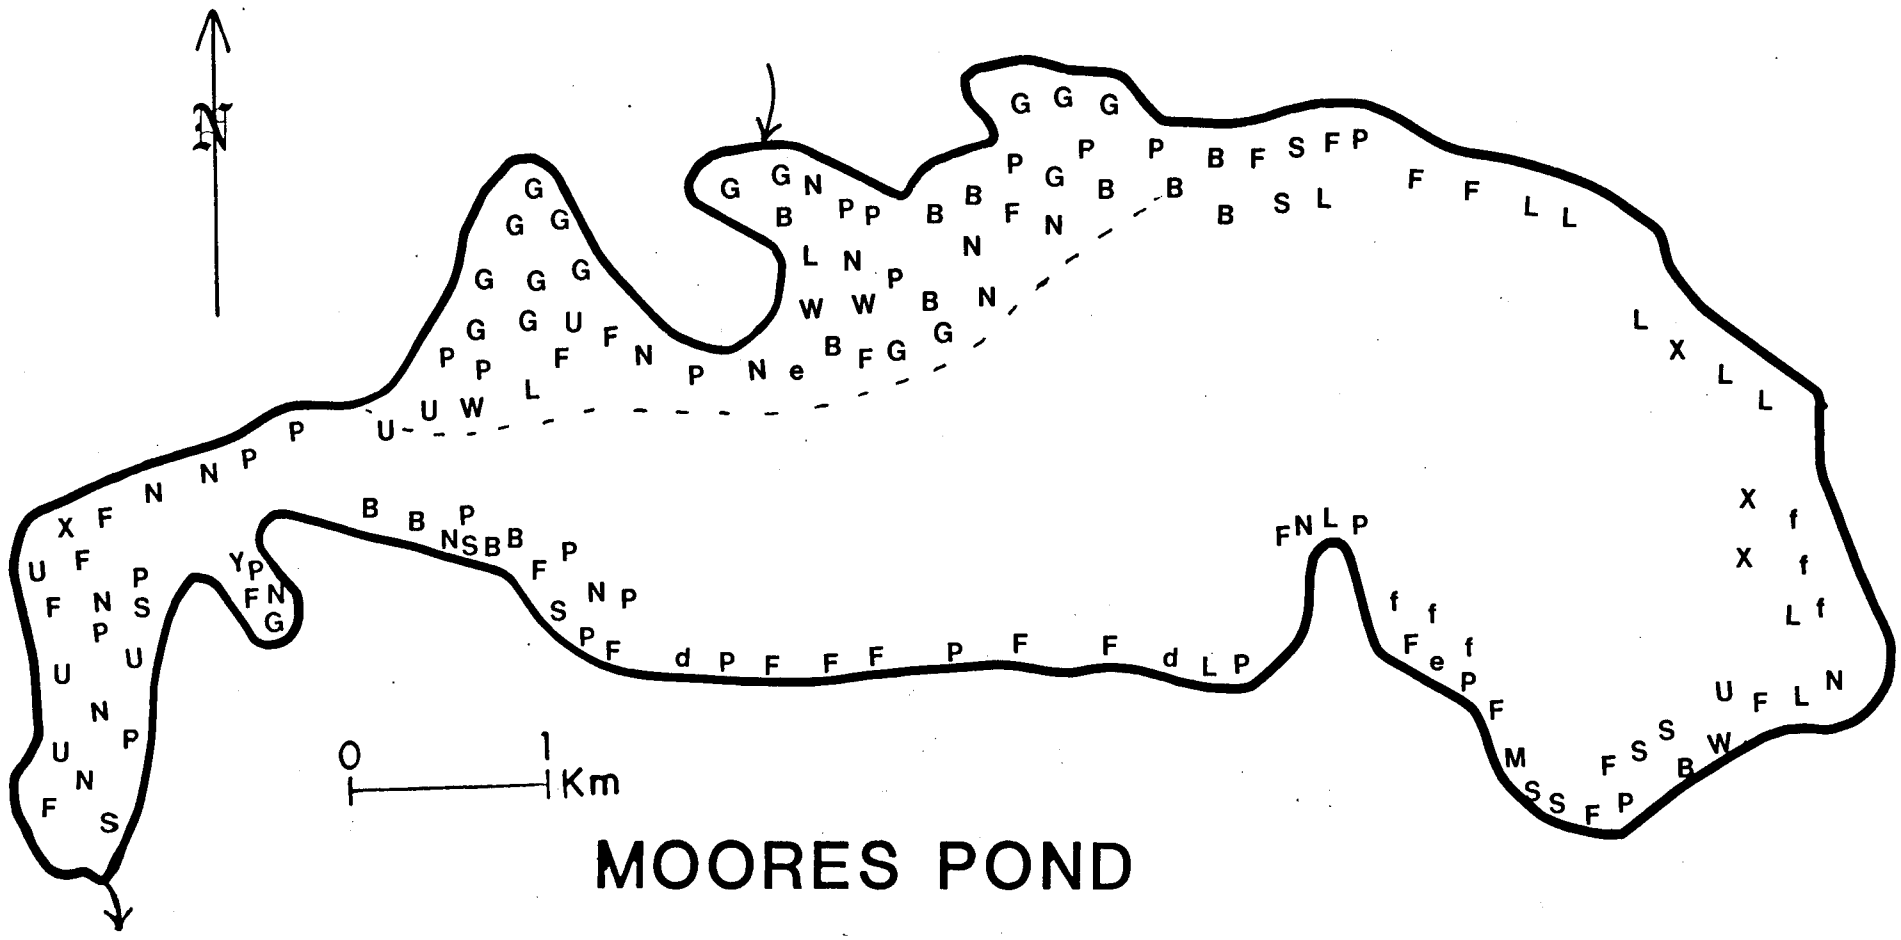 N
G G G
P P B F S F P
P G B B
G G N
G B P P B B F N B S L
F F L L
G G
L N N
G G G P
W W B N
G G U F G
L
P P F N B F G
X
P N e
L
L
U U W L
P U
N N P
X F
B B P
N S B B
F N L P
X f
U F Y P F P
X f
P
F N S F N N P
f f
L f
P G S
F
U P F
d P F F F P F F d L P
F e f
U
P
U F L N
N F
U P
M F S S W
B
N
0 1
Km
F S
S S F P
MOORES POND